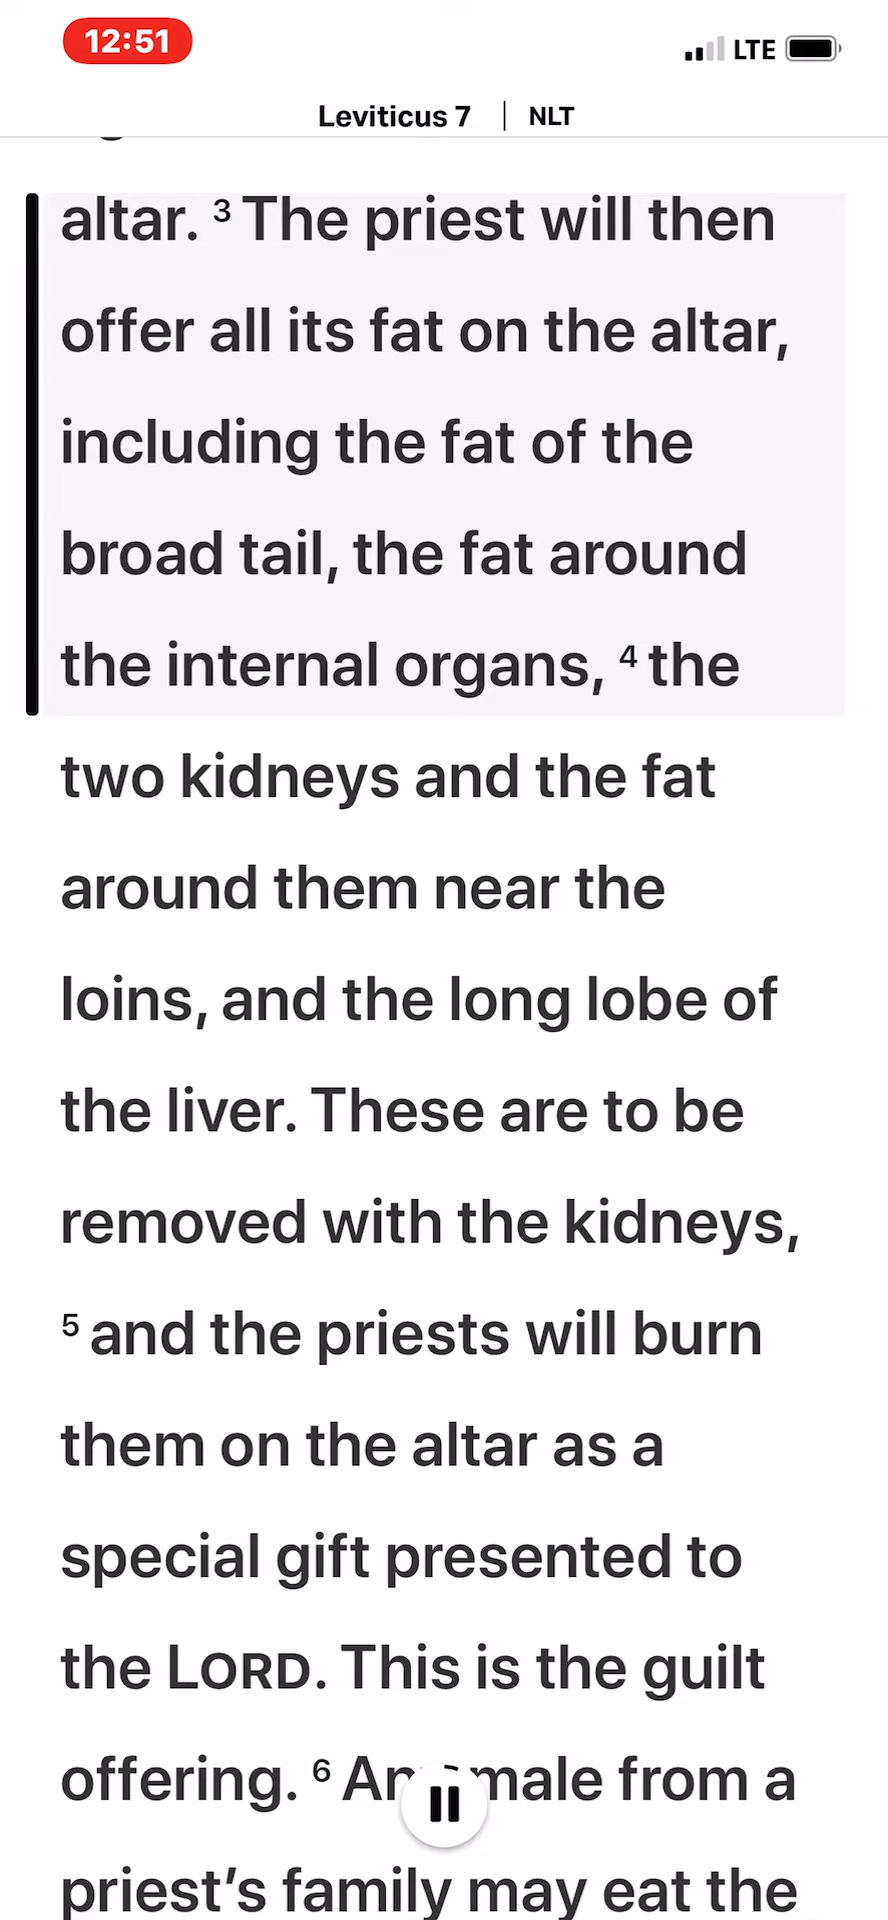 12:51
LTE
Leviticus 7 | NLT
altar. 3 The priest will then
offer all its fat on the altar,
including the fat of the
broad tail, the fat around
the internal organs, 4 the
two kidneys and the fat
around them near the
loins, and the long lobe of
the liver. These are to be
removed with the kidneys,
5 and the priests will burn
them on the altar as a
special gift presented to
the LORD. This is the guilt
offering. 6 male from a
priest’s family may eat the